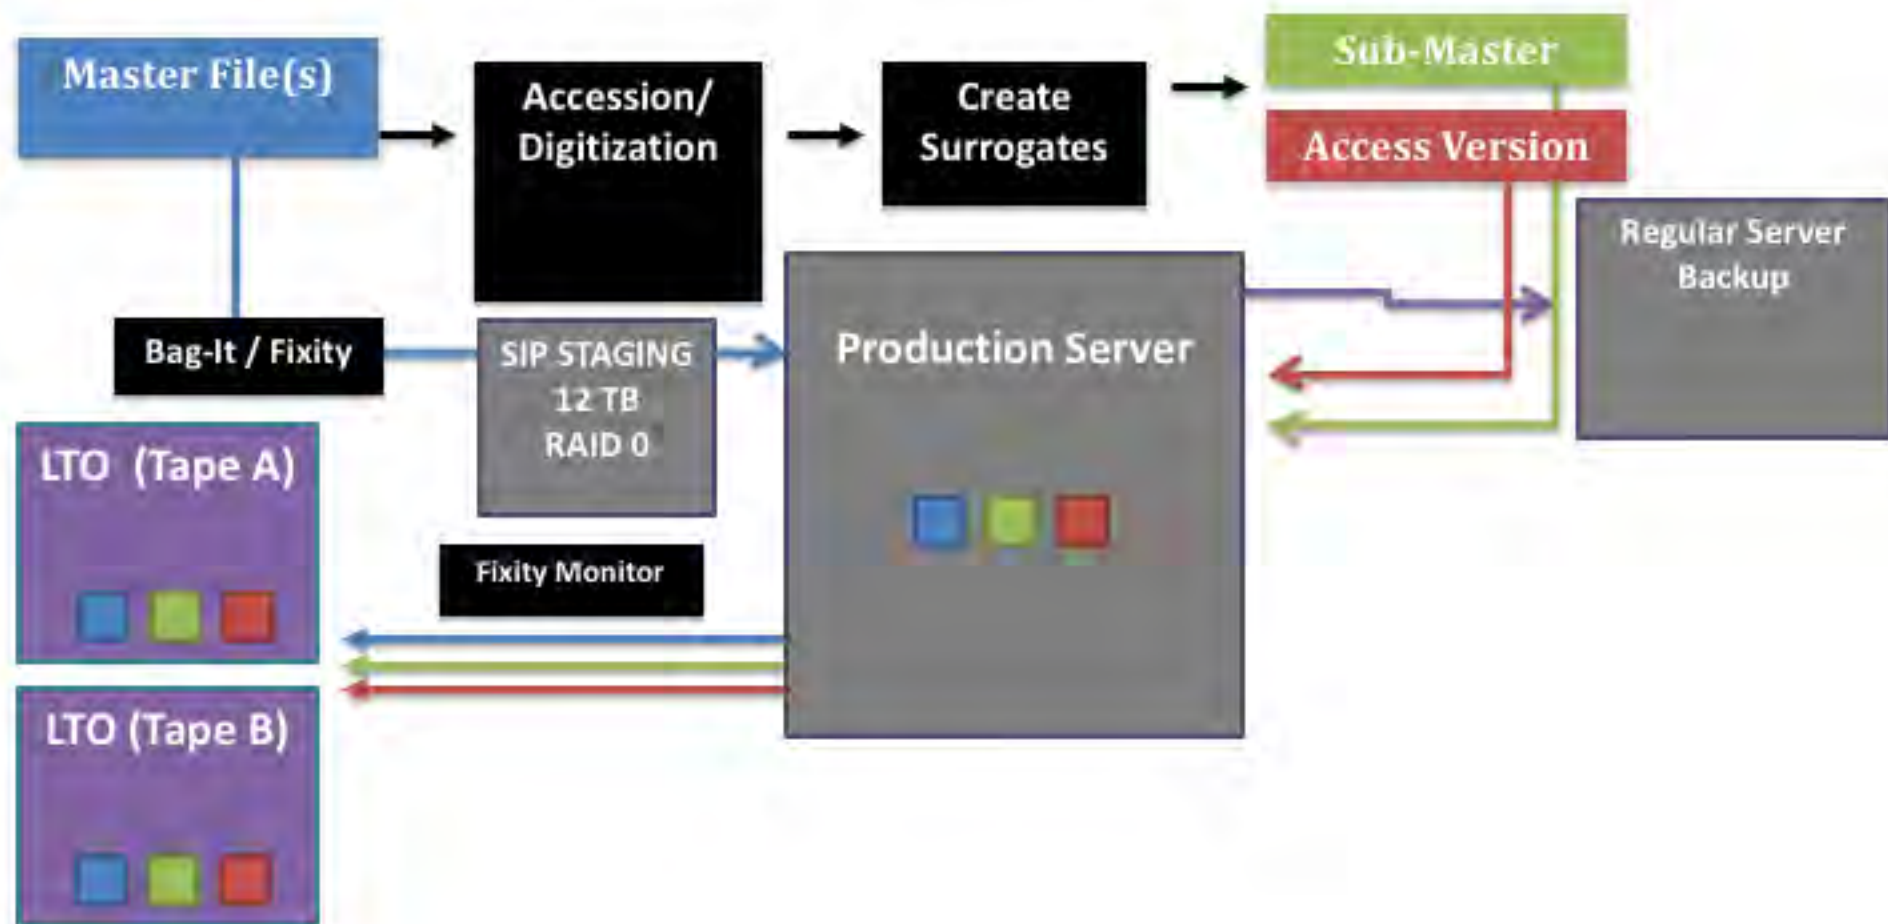 Master File(s)
Accession/
Digitization
Create
Surrogates
Sub-Master
Access Version
Regular Server
Backup
Bag-It / Fixity
SIP STAGING
12 TB
RAID 0
Production Server
LTO (Tape A)
Fixity Monitor
LTO (Tape B)